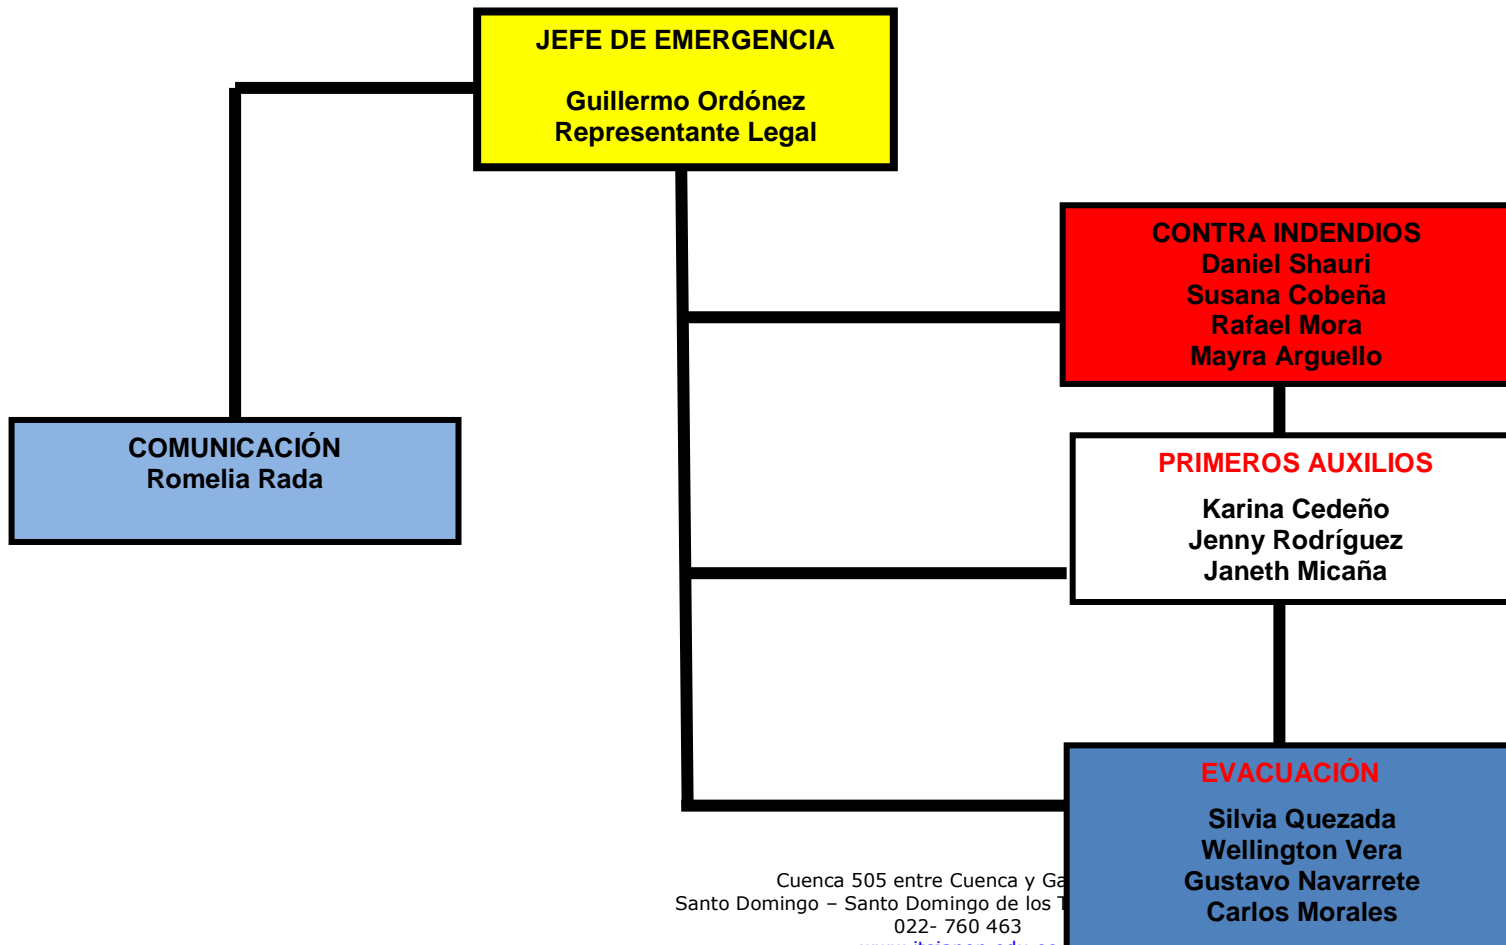 JEFE DE EMERGENCIA
Guillermo Ordónez
Representante Legal
CONTRA INDENDIOS
Daniel Shauri
Susana Cobeña
Rafael Mora
Mayra Arguello
COMUNICACIÓN
Romelia Rada
PRIMEROS AUXILIOS
Karina Cedeño
Jenny Rodríguez
Janeth Micaña
EVACUACIÓN
Silvia Quezada
Wellington Vera
Gustavo Navarrete
Carlos Morales
Cuenca 505 entre Cuenca y Ga
Santo Domingo – Santo Domingo de los
022- 760 463